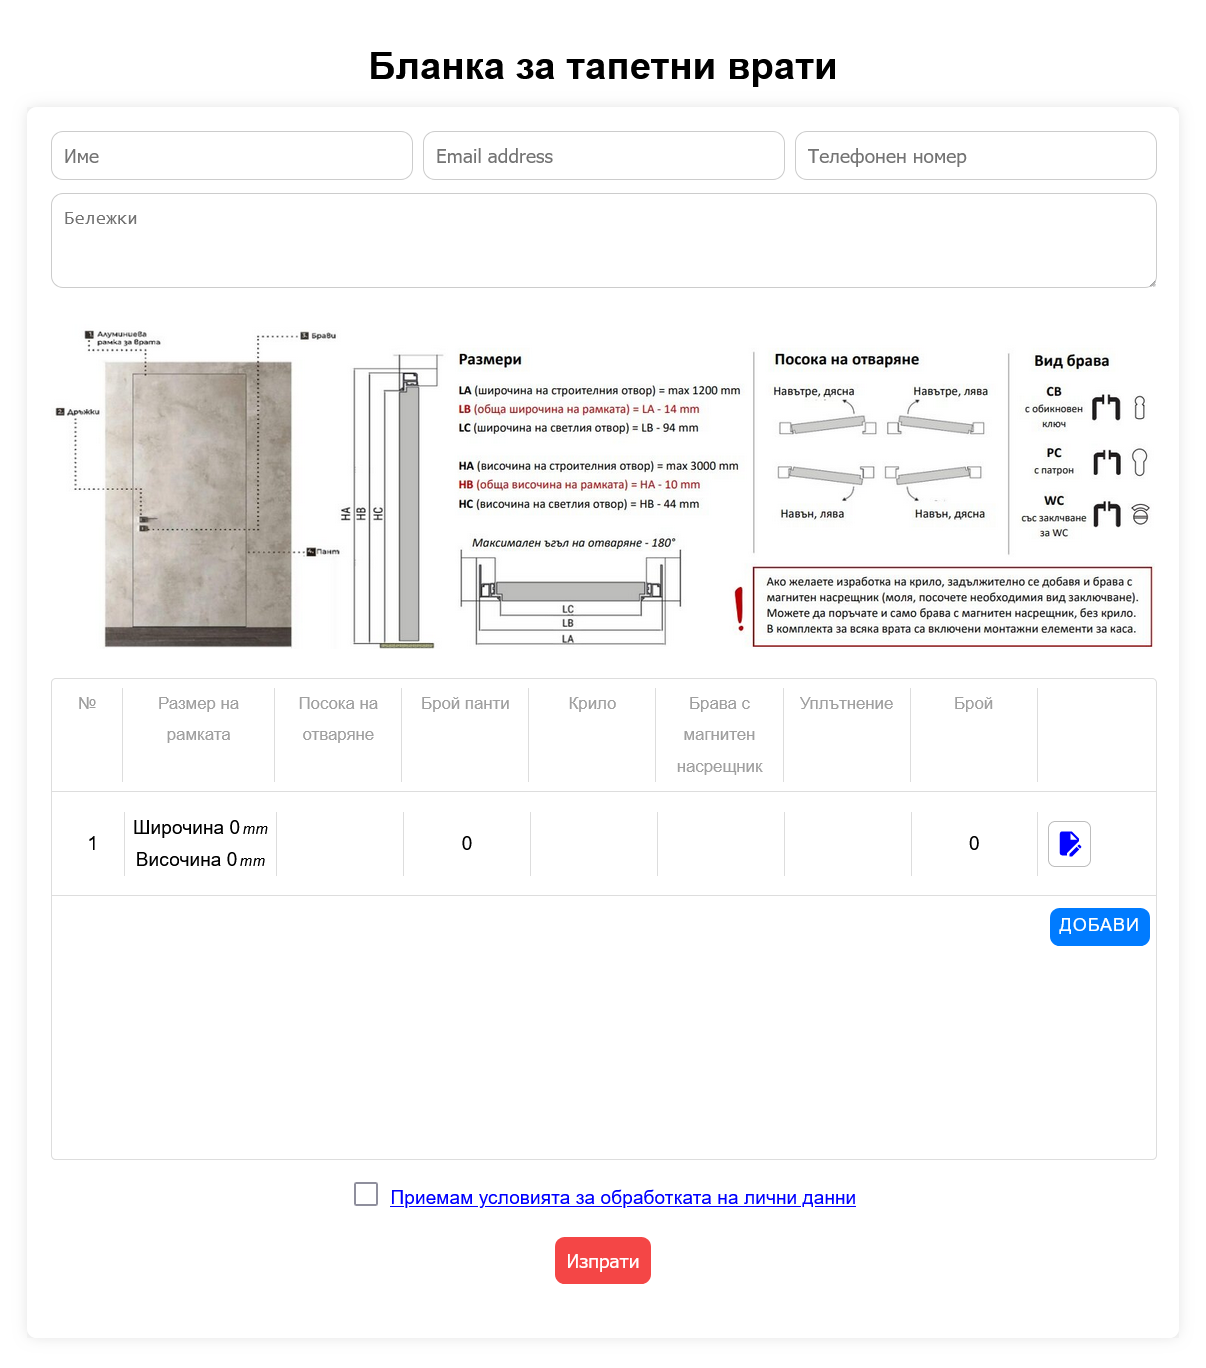 Бланка за тапетни врати
Име
Email address
Телефонен номер
Бележки
1. Алуминиева
рамка за врата
3. Брави
2. Дръжки
4. Пант
HA
HB
HC
Размери
LA (широчина на строителния отвор) = max 1200 mm
LB (обща широчина на рамката) = LA - 14 mm
LC (широчина на светлия отвор) = LB - 94 mm
HA (височина на строителния отвор) = max 3000 mm
HB (обща височина на рамката) = HA - 10 mm
HC (височина на светлия отвор) = HB - 44 mm
Максимален ъгъл на отваряне - 180°
LC
LB
LA
Посока на отваряне
Навътре, дясна
Навътре, лява
Навън, лява
Навън, дясна
Вид брава
CB
с обикновен
ключ
PC
с патрон
WC
със заклчване
за WC
Ако желаете изработка на крило, задължително се добавя и брава с
магнитен насрещник (моля, посочете необходимия вид заключване).
Можете да поръчате и само брава с магнитен насрещник, без крило.
В комплекта за всяка врата са включени монтажни елементи за каса.
№
Размер на
рамката
Посока на
отваряне
Брой панти
Крило
Брава с
магнитен
насрещник
Уплътнение
Брой
1
Широчина 0 mm
Височина 0 mm
0
0
ДОБАВИ
Приемам условията за обработката на лични данни
Изпрати